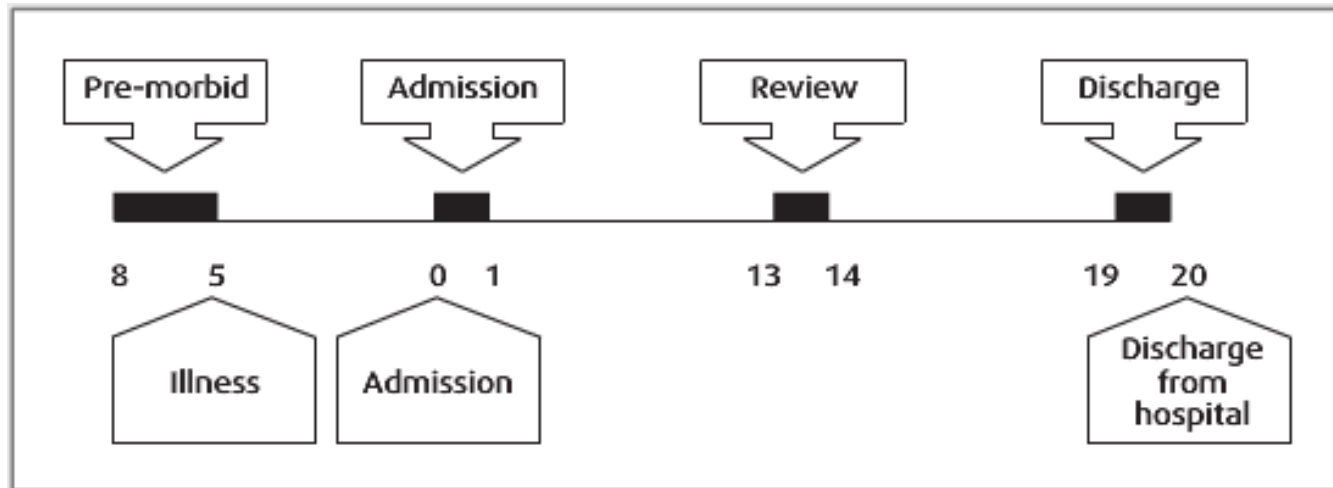 Pre-morbid Admission Review Discharge
8 5 0 1 13 14 19 20
Illness Admission Discharge
from
hospital